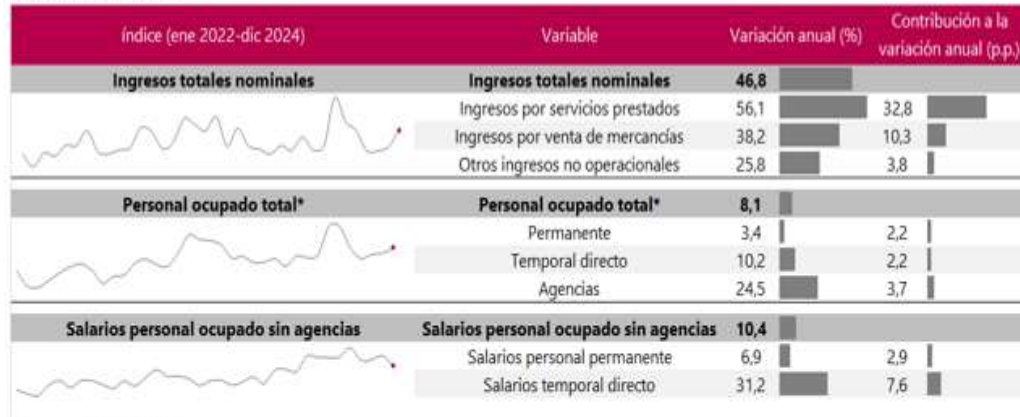 índice (ene 2022-dic 2024) Variable Variación anual (%) Contribución a la variación anual (p.p.)
Ingresos totales nominales Ingresos totales nominales 46,8
Ingresos por servicios prestados 56,1 32,8
Ingresos por venta de mercancías 38,2 10,3
Otros ingresos no operacionales 25,8 3,8
Personal ocupado total* Personal ocupado total* 8,1
Permanente 3,4 2,2
Temporal directo 10,2 2,2
Agencias 24,5 3,7
Salarios personal ocupado sin agencias Salarios personal ocupado sin agencias 10,4
Salarios personal permanente 6,9 2,9
Salarios temporal directo 31,2 7,6